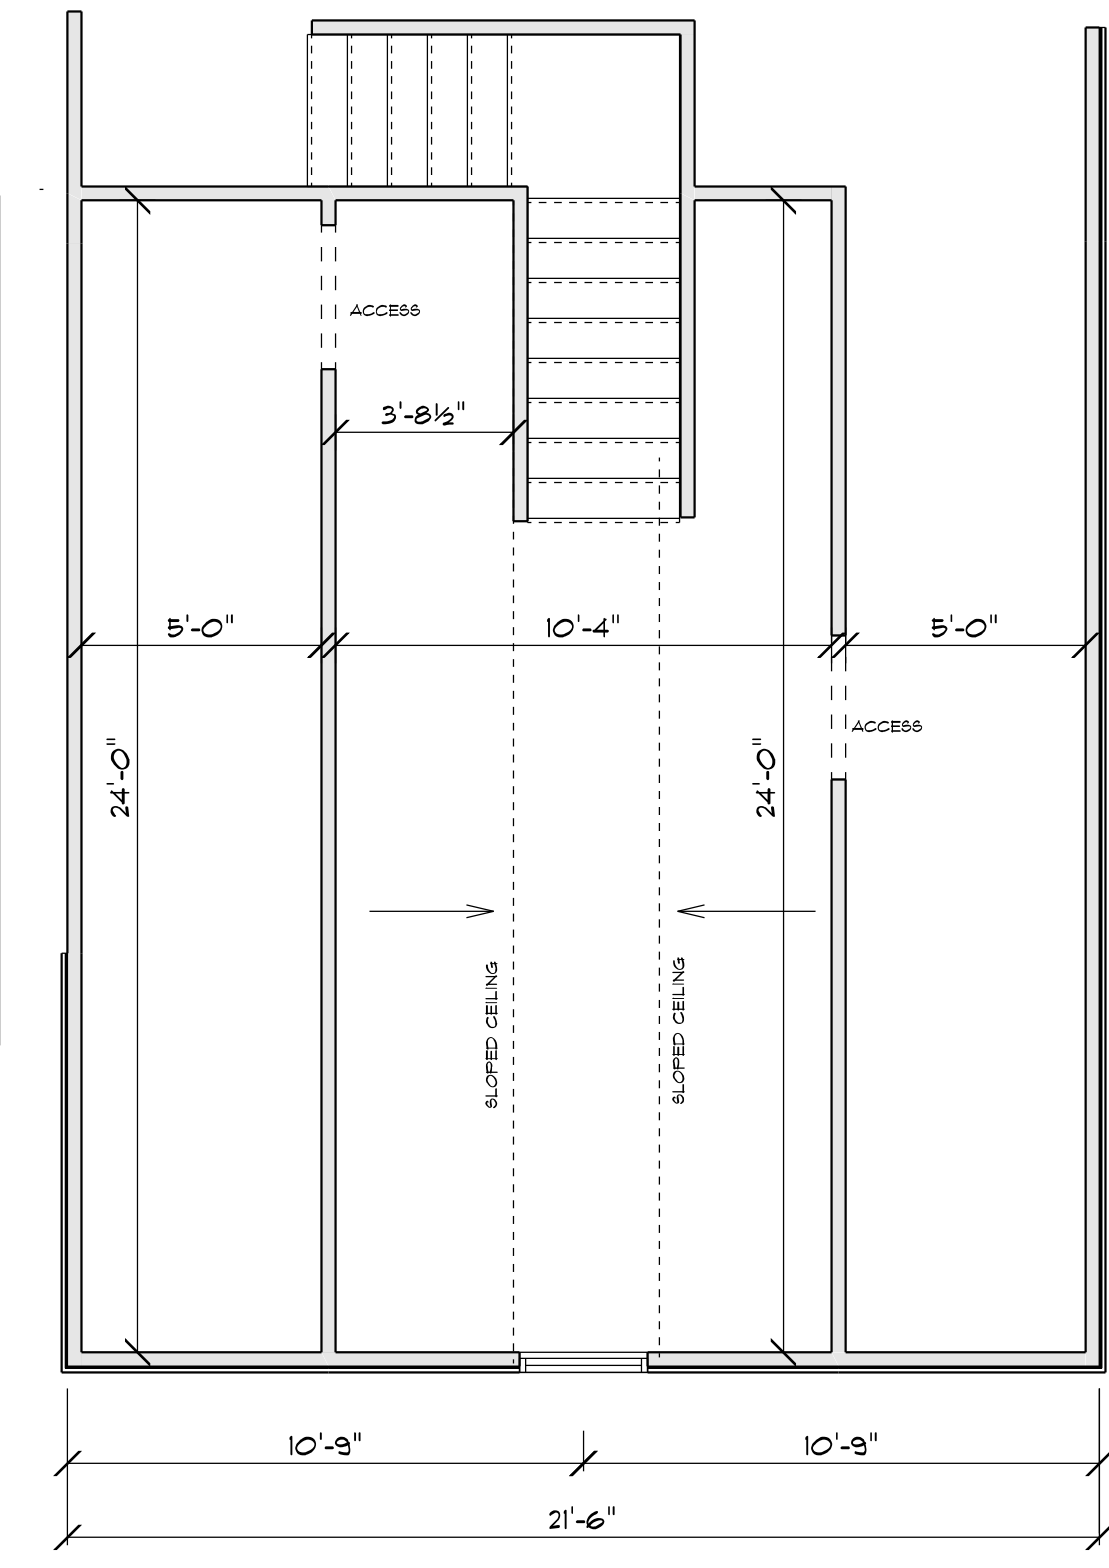 ACCESS
3'-8½"
5'-0"
10'-4"
5'-0"
ACCESS
24'-0"
24'-0"
SLOPED CEILING
SLOPED CEILING
10'-9"
10'-9"
21'-6"